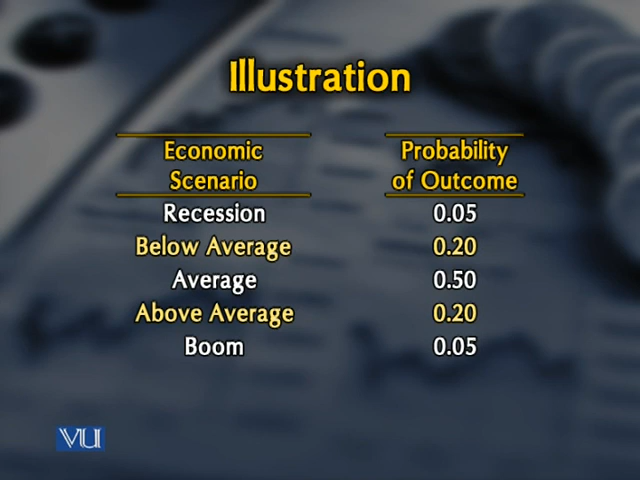 Illustration
Economic Probability
Scenario of Outcome
Recession 0.05
Below Average 0.20
Average 0.50
Above Average 0.20
Boom 0.05
VU